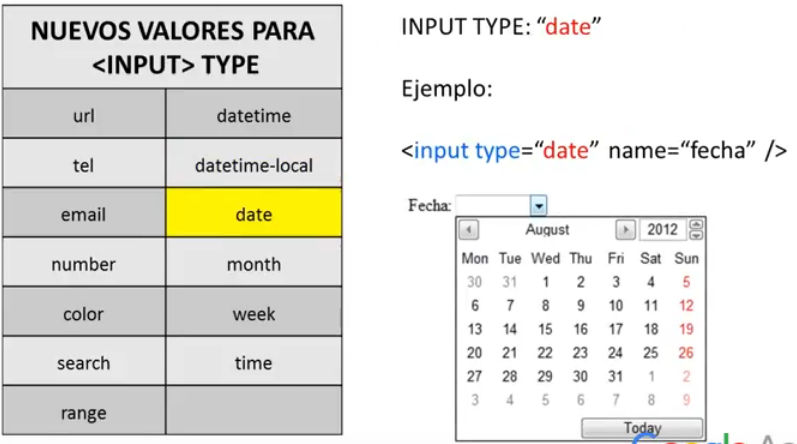 NUEVOS VALORES PARA
<INPUT> TYPE
url datetime
tel datetime-local
email date
number month
color week
search time
range
INPUT TYPE: “date”
Ejemplo:
<input type=“date” name=“fecha” />
Fecha:
August 2012
Mon Tue Wed Thu Fri Sat Sun
30 31 1 2 3 4 5
6 7 8 9 10 11 12
13 14 15 16 17 18 19
20 21 22 23 24 25 26
27 28 29 30 31 1 2
3 4 5 6 7 8 9
Today